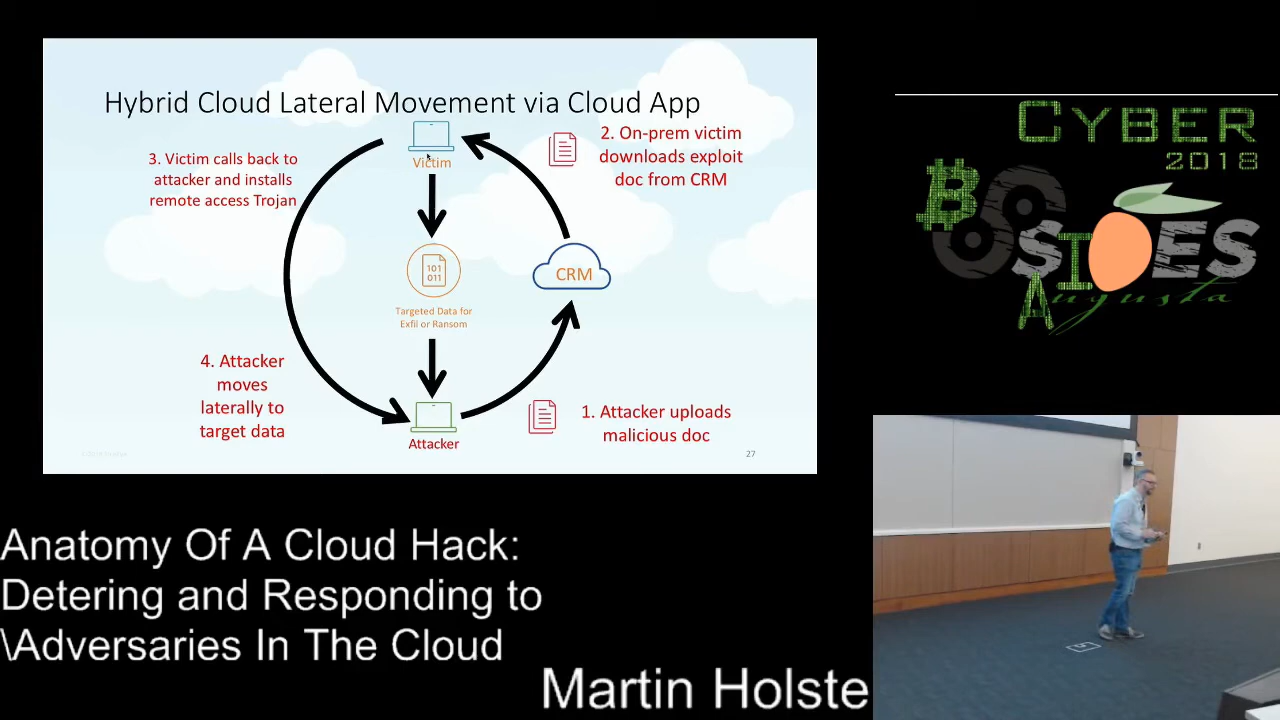 Hybrid Cloud Lateral Movement via Cloud App
Victim
2. On-prem victim
downloads exploit
doc from CRM
3. Victim calls back to
attacker and installs
remote access Trojan
101
011
CRM
Targeted Data for
Exfil or Ransom
4. Attacker
moves
laterally to
target data
1. Attacker uploads
malicious doc
Attacker
27
CYBER
2018
BSIDES
Augusta
Anatomy Of A Cloud Hack:
Detering and Responding to
\Adversaries In The Cloud
Martin Holste